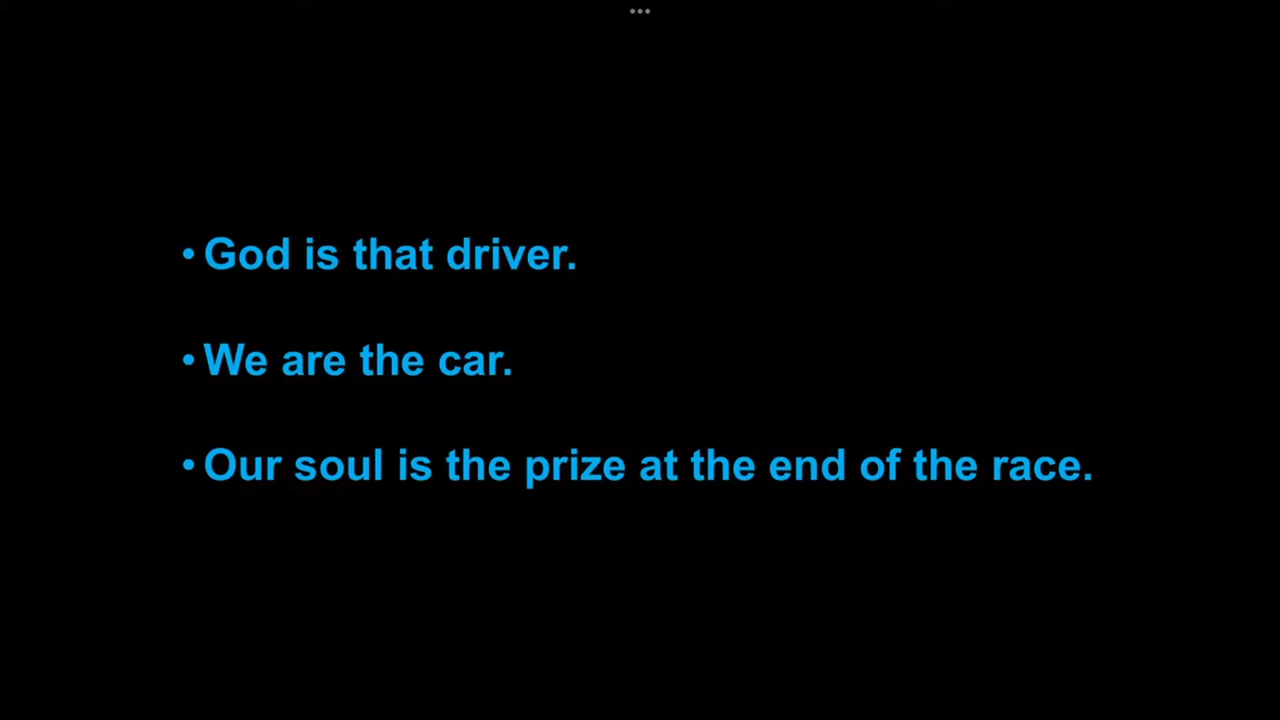 • God is that driver.
• We are the car.
• Our soul is the prize at the end of the race.